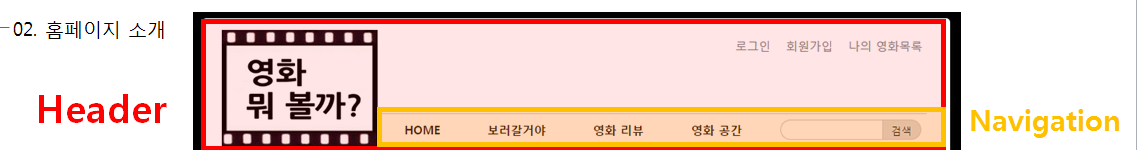 02. 홈페이지 소개
로그인 회원가입 나의 영화목록
영화
뭐 볼까?
Header
HOME 보러갈거야 영화 리뷰 영화 공간 검색
Navigation